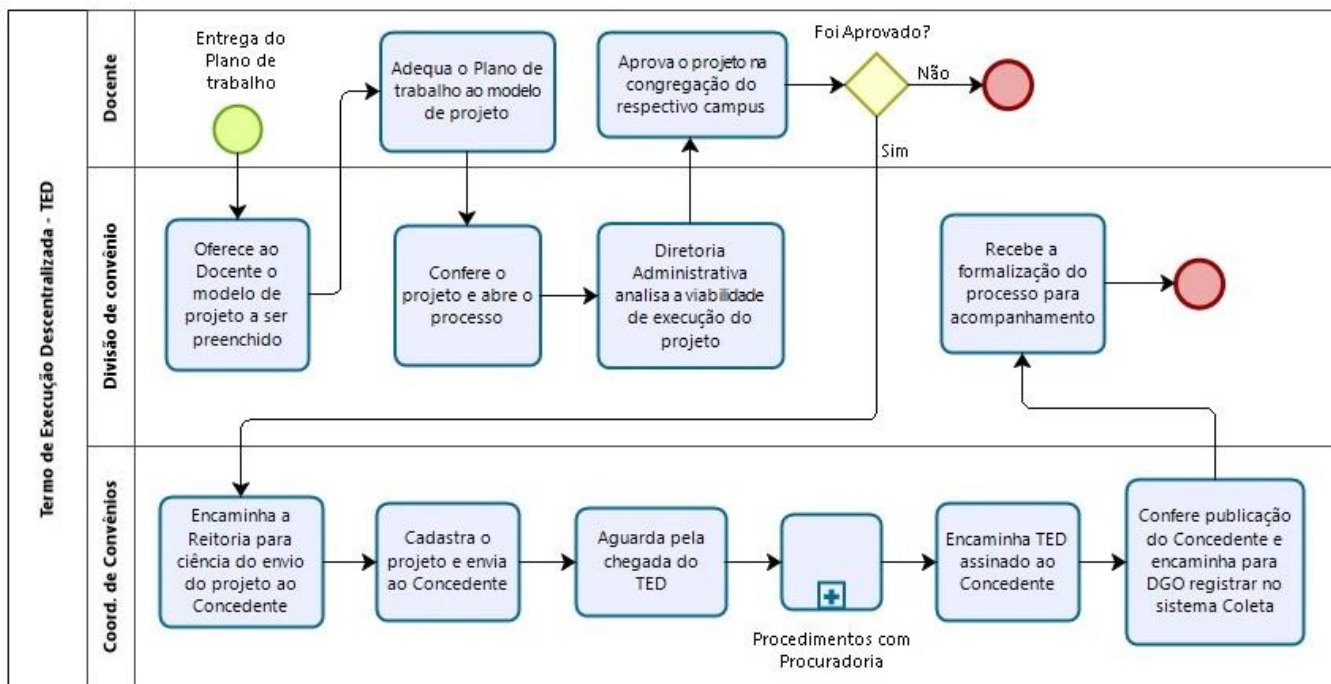 Termo de Execução Descentralizada - TED
Docente
Entrega do
Plano de
trabalho
Adequa o Plano de
trabalho ao modelo
de projeto
Aprova o projeto na
congregação do
respectivo campus
Foi Aprovado?
Não
Sim
Divisão de convênio
Oferece ao
Docente o
modelo de
projeto a ser
preenchido
Confere o
projeto e abre o
processo
Diretoria
Administrativa
analisa a viabilidade
de execução do
projeto
Recebe a
formalização do
processo para
acompanhamento
Coord. de Convênios
Encaminha a
Reitoria para
ciência do envio do
projeto ao
Concedente
Cadastra o
projeto e envia
ao Concedente
Aguarda pela
chegada do
TED
Procedimentos com
Procuradoria
Encaminha TED
assinado ao
Concedente
Confere publicação
do Concedente e
encaminha para
DGO registrar no
sistema Coleta